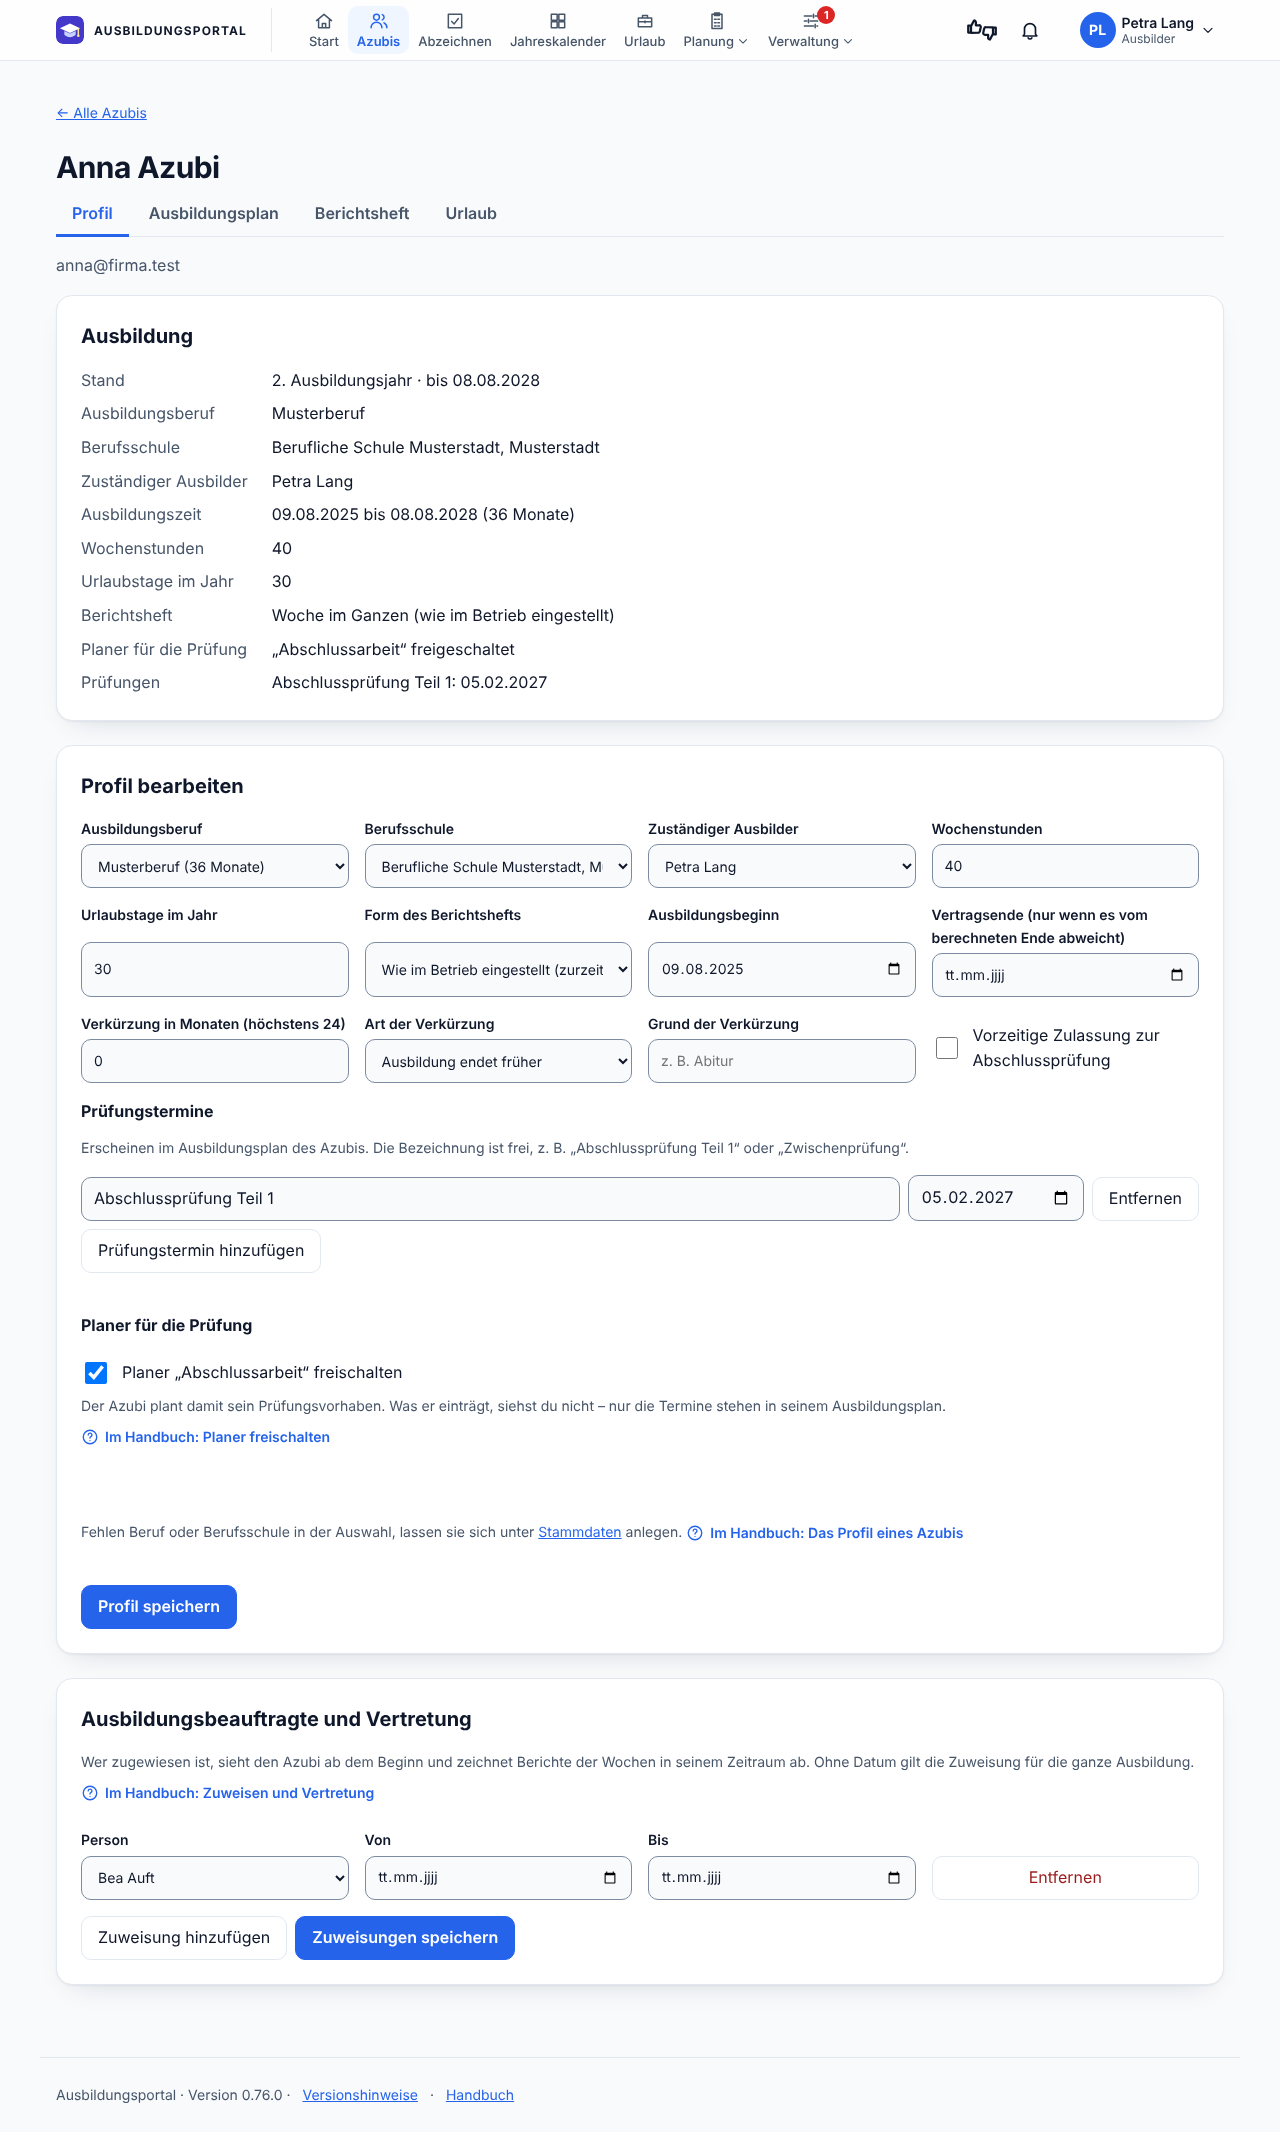 AUSBILDUNGSPORTAL
Start
Azubis
Abzeichnen
Jahreskalender
Urlaub
Planung
Verwaltung
1
PL
Petra Lang
Ausbilder
← Alle Azubis
Anna Azubi
Profil
Ausbildungsplan
Berichtsheft
Urlaub
anna@firma.test
Ausbildung
Stand 2. Ausbildungsjahr · bis 08.08.2028
Ausbildungsberuf Musterberuf
Berufsschule Berufliche Schule Musterstadt, Musterstadt
Zuständiger Ausbilder Petra Lang
Ausbildungszeit 09.08.2025 bis 08.08.2028 (36 Monate)
Wochenstunden 40
Urlaubstage im Jahr 30
Berichtsheft Woche im Ganzen (wie im Betrieb eingestellt)
Planer für die Prüfung „Abschlussarbeit“ freigeschaltet
Prüfungen Abschlussprüfung Teil 1: 05.02.2027
Profil bearbeiten
Ausbildungsberuf Berufsschule Zuständiger Ausbilder Wochenstunden
Musterberuf (36 Monate) Berufliche Schule Musterstadt, Mu Petra Lang 40
Urlaubstage im Jahr Form des Berichtshefts Ausbildungsbeginn Vertragsende (nur wenn es vom
berechneten Ende abweicht)
30 Wie im Betrieb eingestellt (zurzeit 09.08.2025 tt.mm.jjjj
Verkürzung in Monaten (höchstens 24) Art der Verkürzung Grund der Verkürzung
0 Ausbildung endet früher z. B. Abitur
Vorzeitige Zulassung zur
Abschlussprüfung
Prüfungstermine
Erscheinen im Ausbildungsplan des Azubis. Die Bezeichnung ist frei, z. B. „Abschlussprüfung Teil 1“ oder „Zwischenprüfung“.
Abschlussprüfung Teil 1 05.02.2027 Entfernen
Prüfungstermin hinzufügen
Planer für die Prüfung
Planer „Abschlussarbeit“ freischalten
Der Azubi plant damit sein Prüfungsvorhaben. Was er einträgt, siehst du nicht – nur die Termine stehen in seinem Ausbildungsplan.
Im Handbuch: Planer freischalten
Fehlen Beruf oder Berufsschule in der Auswahl, lassen sie sich unter Stammdaten anlegen. Im Handbuch: Das Profil eines Azubis
Profil speichern
Ausbildungsbeauftragte und Vertretung
Wer zugewiesen ist, sieht den Azubi ab dem Beginn und zeichnet Berichte der Wochen in seinem Zeitraum ab. Ohne Datum gilt die Zuweisung für die ganze Ausbildung.
Im Handbuch: Zuweisen und Vertretung
Person Von Bis
Bea Auft tt.mm.jjjj tt.mm.jjjj Entfernen
Zuweisung hinzufügen Zuweisungen speichern
Ausbildungsportal · Version 0.76.0 · Versionshinweise · Handbuch